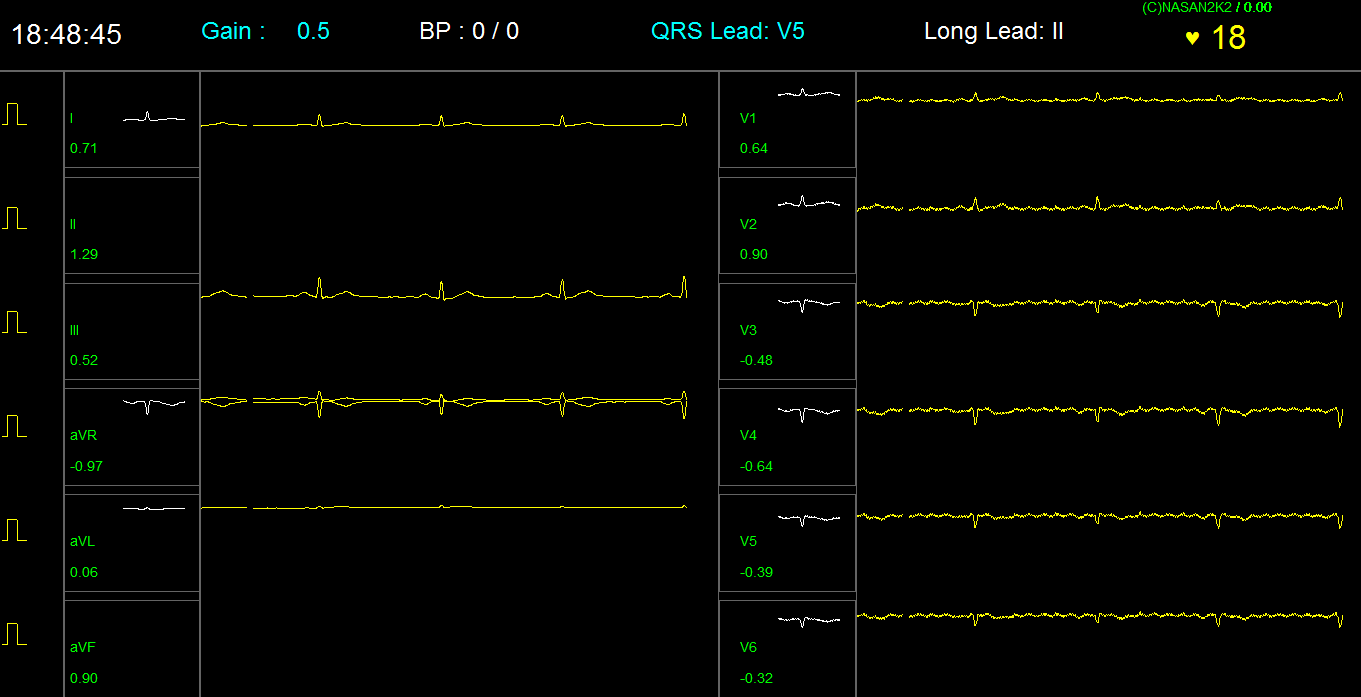 (C)NASAN2K2 / 0.00
18:48:45 Gain : 0.5 BP : 0 / 0 QRS Lead: V5 Long Lead: II ♥ 18
I
0.71
II
1.29
III
0.52
aVR
-0.97
aVL
0.06
aVF
0.90
V1
0.64
V2
0.90
V3
-0.48
V4
-0.64
V5
-0.39
V6
-0.32